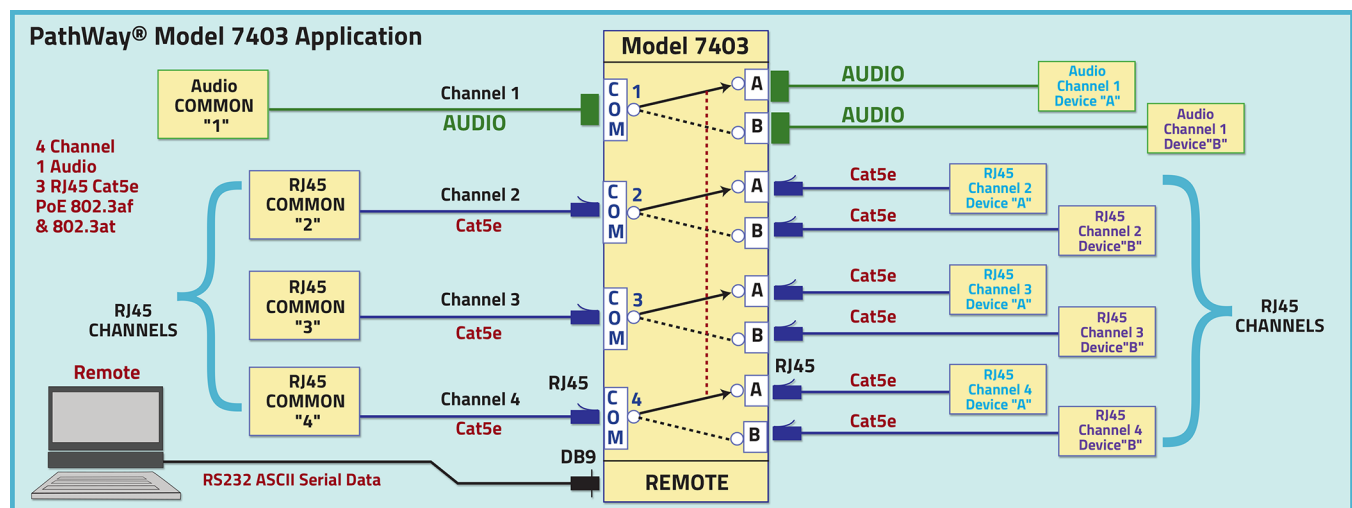 PathWay® Model 7403 Application
Model 7403
Audio
COMMON
"1"
Channel 1
AUDIO
C
O
M
1
A
B
AUDIO
AUDIO
Audio
Channel 1
Device "A"
Audio
Channel 1
Device"B"
4 Channel
1 Audio
3 RJ45 Cat5e
PoE 802.3af
& 802.3at
RJ45
CHANNELS
RJ45
COMMON
"2"
Channel 2
Cat5e
C
O
M
2
A
B
Cat5e
Cat5e
RJ45
Channel 2
Device "A"
RJ45
Channel 2
Device"B"
RJ45
COMMON
"3"
Channel 3
Cat5e
C
O
M
3
A
B
Cat5e
Cat5e
RJ45
Channel 3
Device "A"
RJ45
Channel 3
Device"B"
RJ45
CHANNELS
RJ45
COMMON
"4"
Channel 4
Cat5e
RJ45
C
O
M
4
A
B
RJ45
Cat5e
Cat5e
RJ45
Channel 4
Device "A"
RJ45
Channel 4
Device"B"
Remote
RS232 ASCII Serial Data
DB9
REMOTE